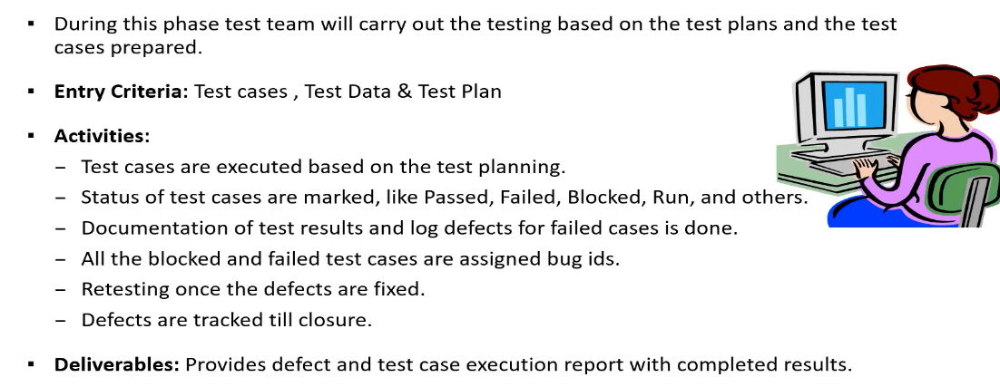 ▪ During this phase test team will carry out the testing based on the test plans and the test
cases prepared.
▪ Entry Criteria: Test cases , Test Data & Test Plan
▪ Activities:
– Test cases are executed based on the test planning.
– Status of test cases are marked, like Passed, Failed, Blocked, Run, and others.
– Documentation of test results and log defects for failed cases is done.
– All the blocked and failed test cases are assigned bug ids.
– Retesting once the defects are fixed.
– Defects are tracked till closure.
▪ Deliverables: Provides defect and test case execution report with completed results.